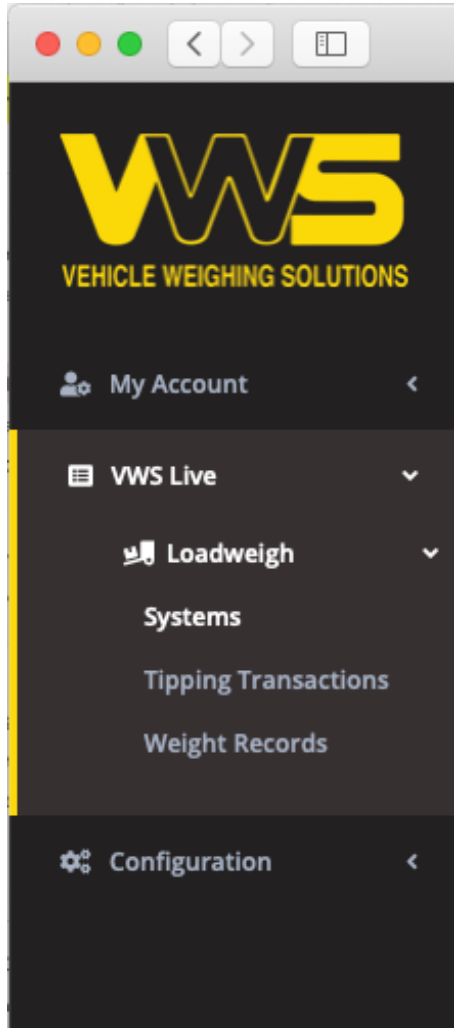 VWS
VEHICLE WEIGHING SOLUTIONS
My Account
VWS Live
Loadweigh
Systems
Tipping Transactions
Weight Records
Configuration